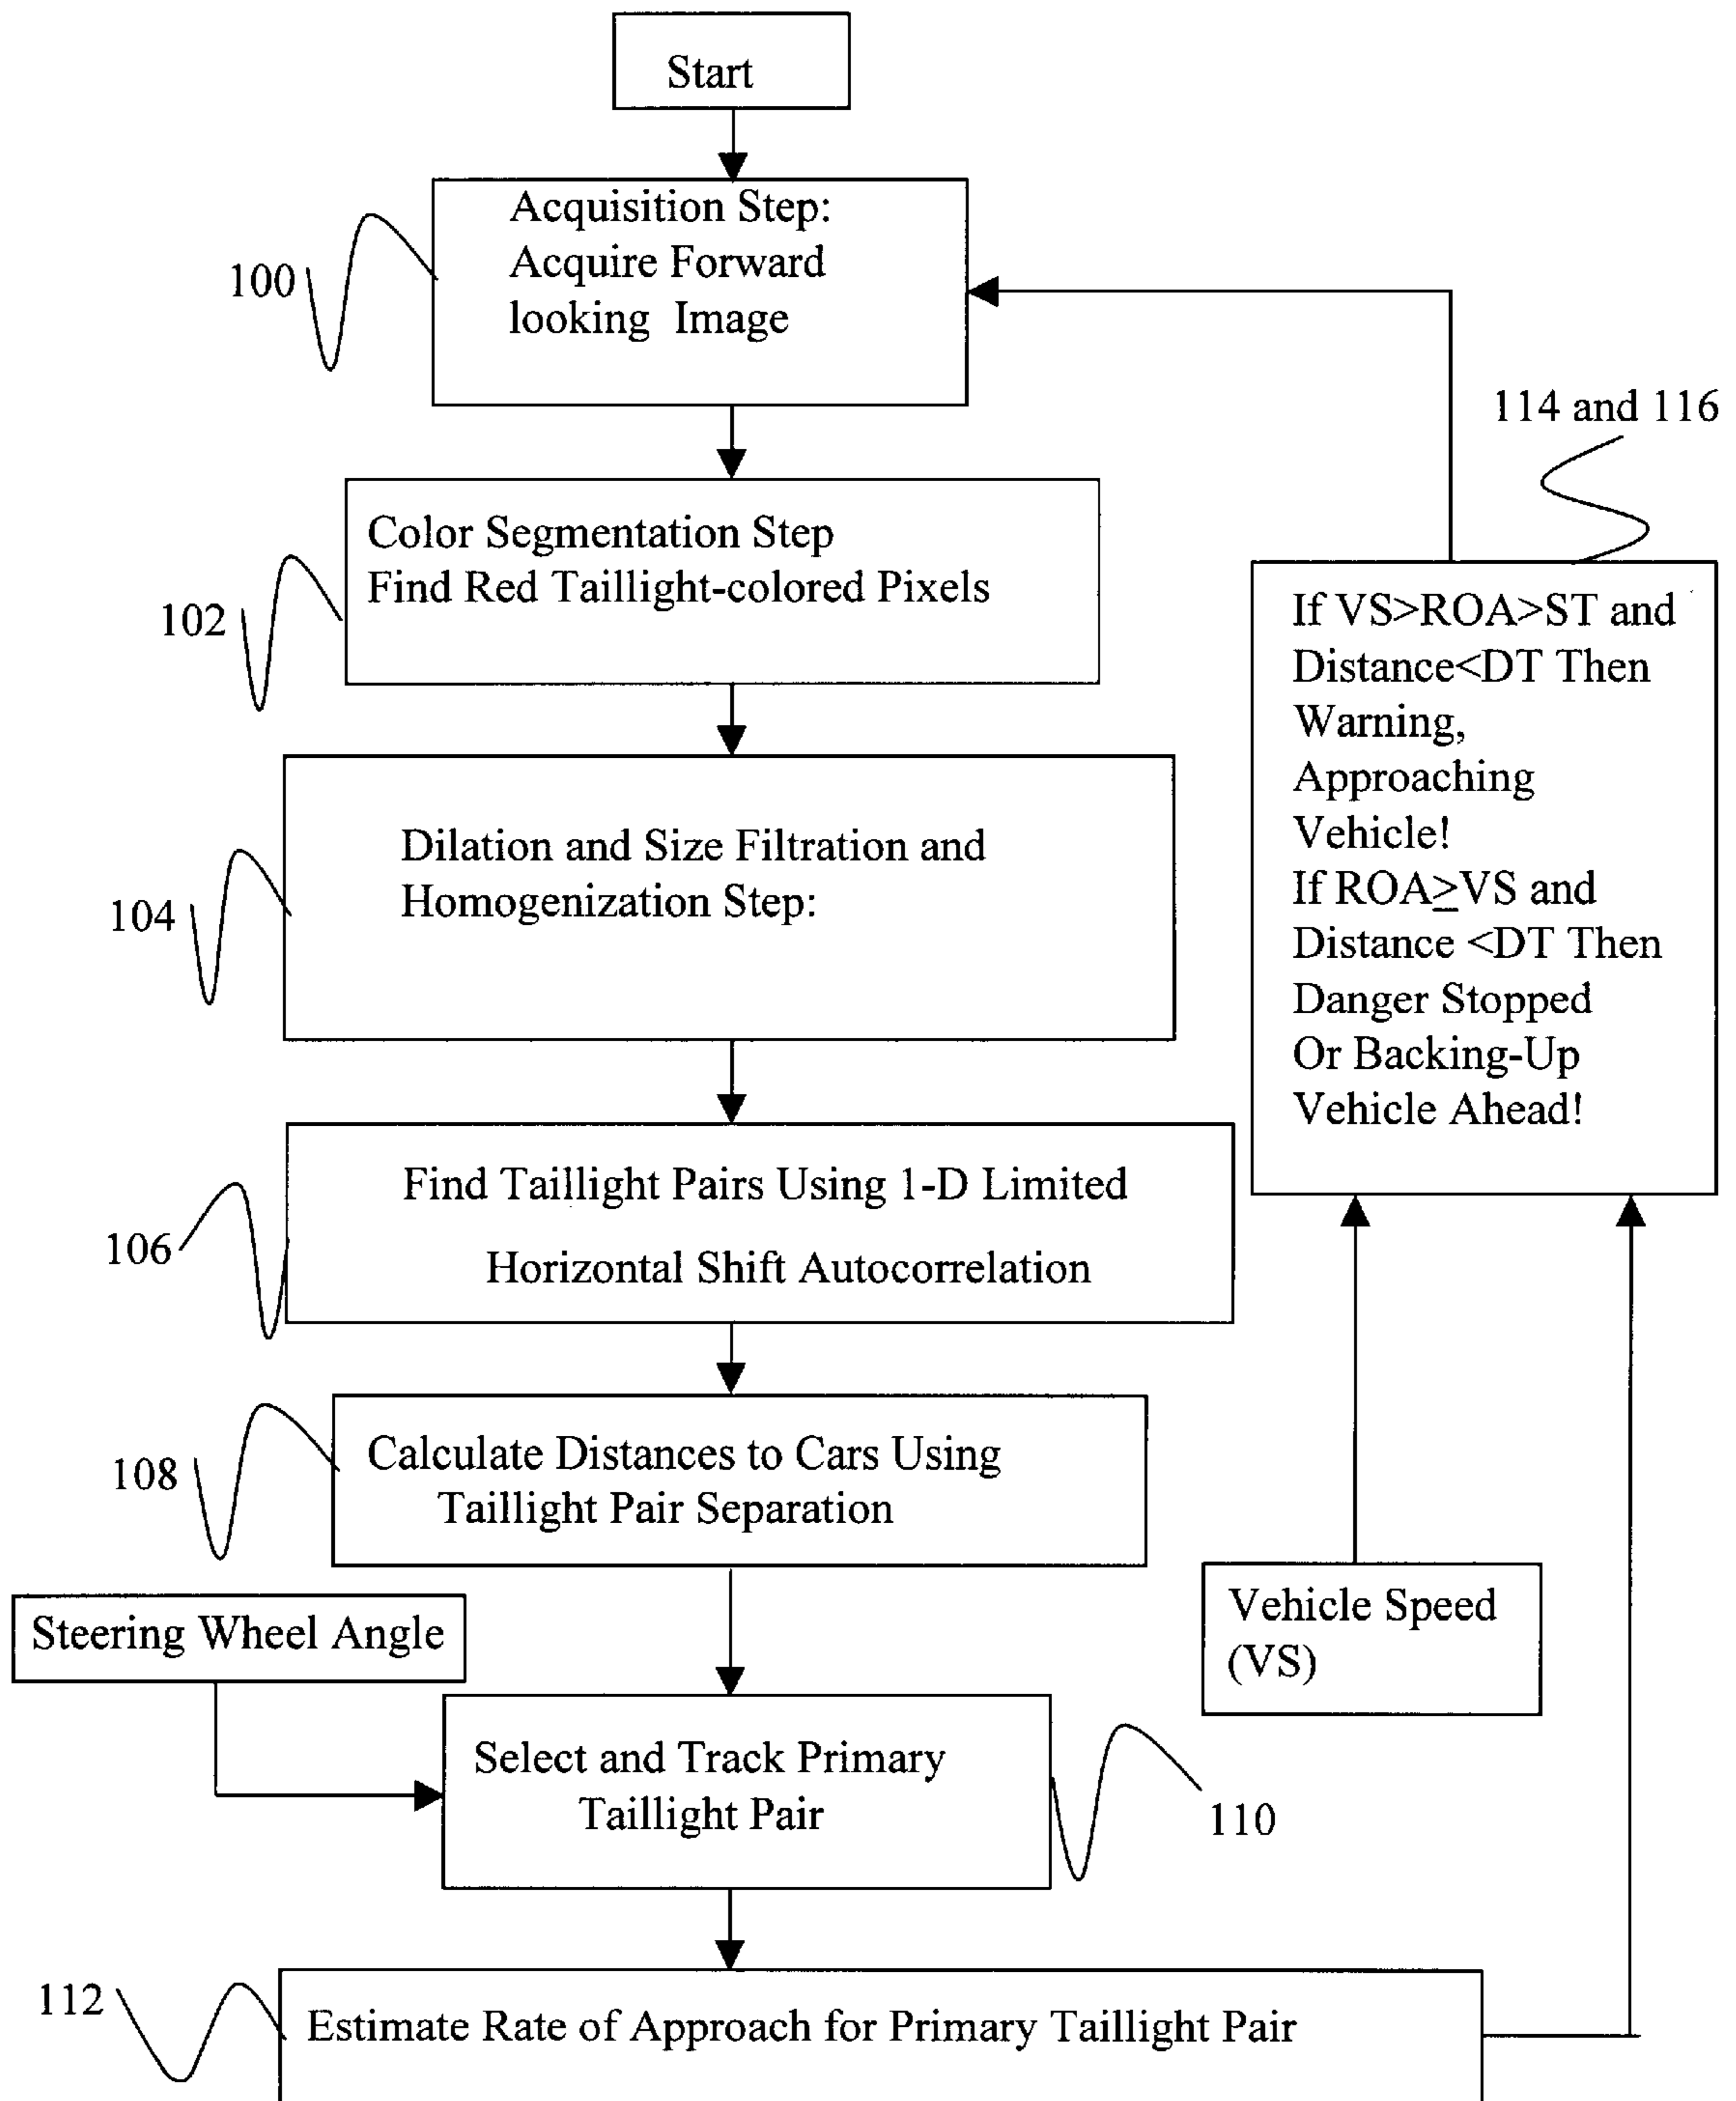 Start
Acquisition Step:
Acquire Forward
looking Image
100
114 and 116
Color Segmentation Step
Find Red Taillight-colored Pixels
102
If VS>ROA>ST and
Distance<DT Then
Warning,
Approaching
Vehicle!
If ROA≥VS and
Distance <DT Then
Danger Stopped
Or Backing-Up
Vehicle Ahead!
Dilation and Size Filtration and
Homogenization Step:
104
Find Taillight Pairs Using 1-D Limited
Horizontal Shift Autocorrelation
106
Calculate Distances to Cars Using
Taillight Pair Separation
108
Steering Wheel Angle
Vehicle Speed
(VS)
Select and Track Primary
Taillight Pair
110
112
Estimate Rate of Approach for Primary Taillight Pair